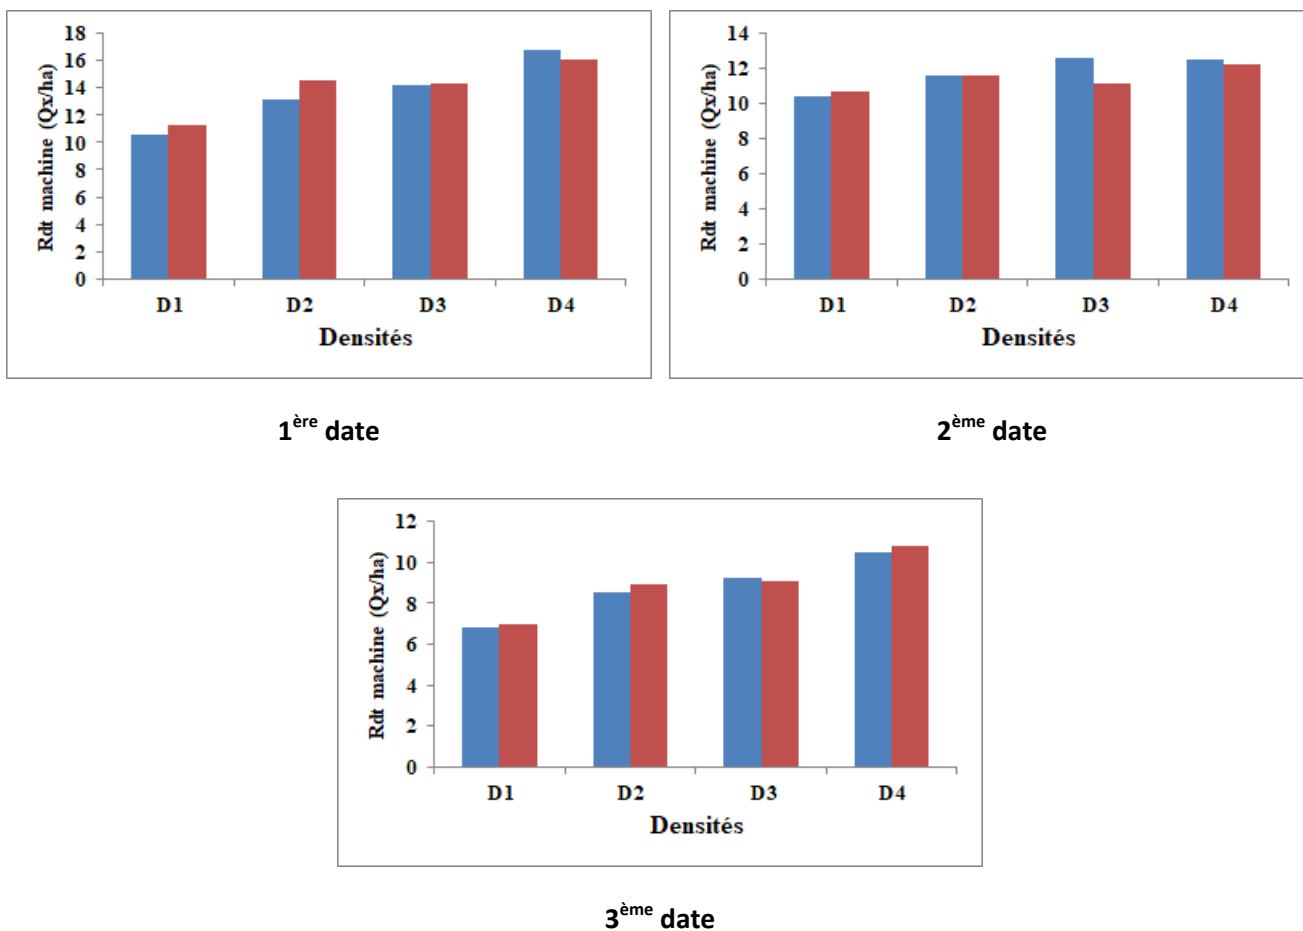 Rdt machine (Qx/ha)
18
16
14
12
10
8
6
4
2
0
D1 D2 D3 D4
Densités
1ère date
Rdt machine (Qx/ha)
14
12
10
8
6
4
2
0
D1 D2 D3 D4
Densités
2ème date
Rdt machine (Qx/ha)
12
10
8
6
4
2
0
D1 D2 D3 D4
Densités
3ème date